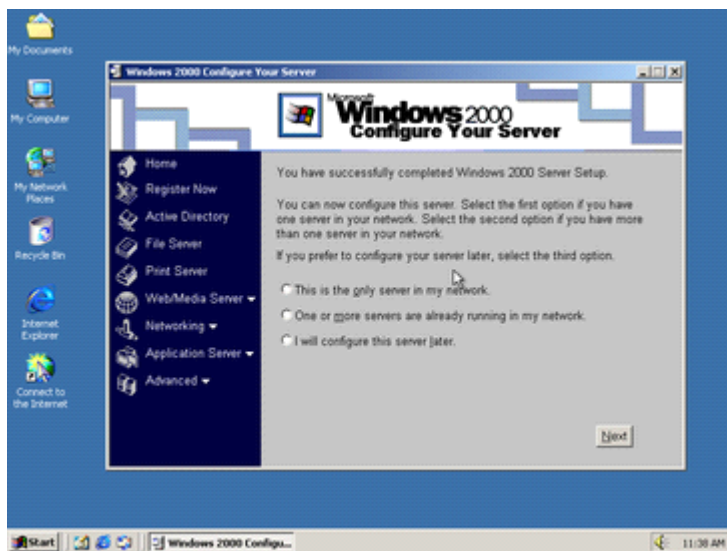 My Documents
My Computer
My Network
Places
Recycle Bin
Internet
Explorer
Connect to
the Internet
Windows 2000 Configure Your Server
Microsoft
Windows 2000
Configure Your Server
Home
Register Now
Active Directory
File Server
Print Server
Web/Media Server
Networking
Application Server
Advanced
You have successfully completed Windows 2000 Server Setup.
You can now configure this server. Select the first option if you have
one server in your network. Select the second option if you have more
than one server in your network.
If you prefer to configure your server later, select the third option.
This is the only server in my network.
One or more servers are already running in my network.
I will configure this server later.
Next
Start
Windows 2000 Configu...
11:38 AM